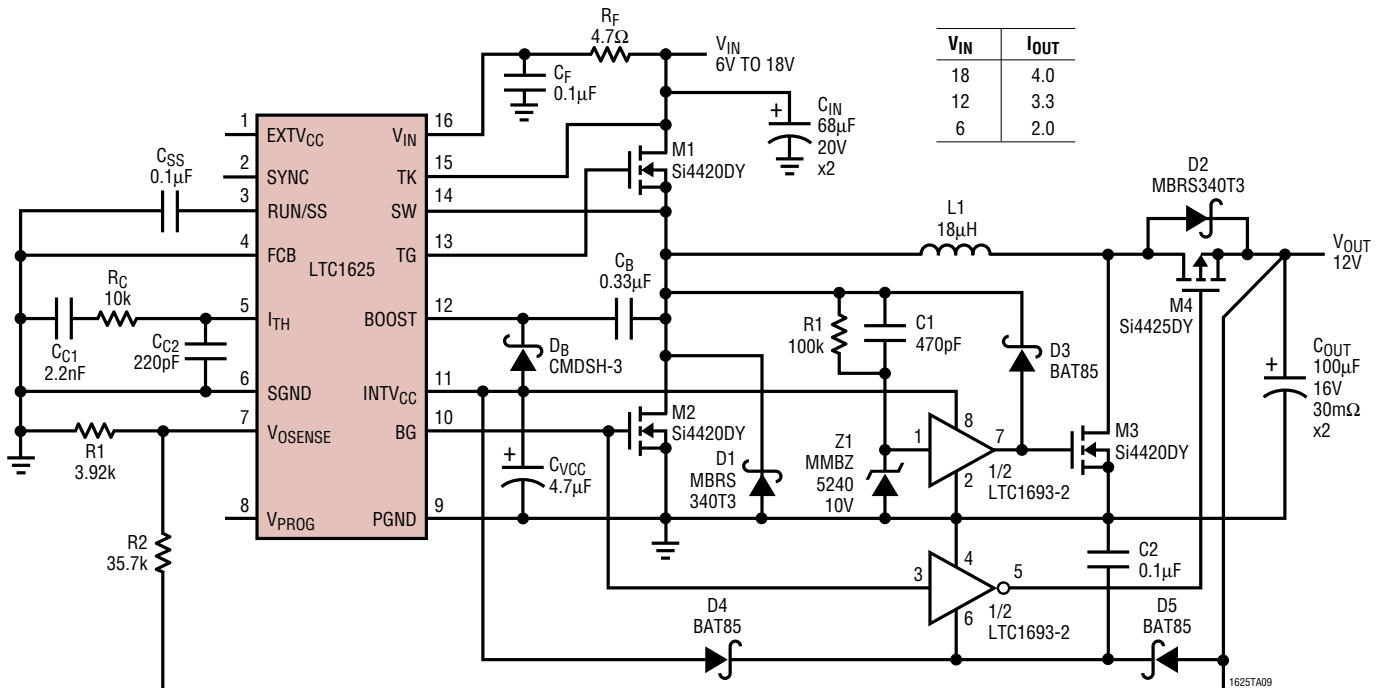 RF
4.7Ω
VIN
6V TO 18V
VIN IOUT
18 4.0
12 3.3
6 2.0
CF
0.1µF
+
CIN
68µF
20V
x2
1
EXTVCC
VIN
16
CSS
0.1µF
2
SYNC
TK
15
M1
Si4420DY
3
RUN/SS
SW
14
4
FCB
TG
13
LTC1625
D2
MBRS340T3
L1
18µH
VOUT
12V
M4
Si4425DY
RC
10k
5
ITH
BOOST
12
CB
0.33µF
CC1
2.2nF
CC2
220pF
DB
CMDSH-3
R1
100k
C1
470pF
D3
BAT85
+
COUT
100µF
16V
30mΩ
x2
6
SGND
INTVCC
11
7
VOSENSE
BG
10
R1
3.92k
M2
Si4420DY
+
CVCC
4.7µF
D1
MBRS
340T3
Z1
MMBZ
5240
10V
1
8
7
2
1/2
LTC1693-2
M3
Si4420DY
8
VPROG
PGND
9
R2
35.7k
3
4
5
6
1/2
LTC1693-2
C2
0.1µF
D4
BAT85
D5
BAT85
1625TA09